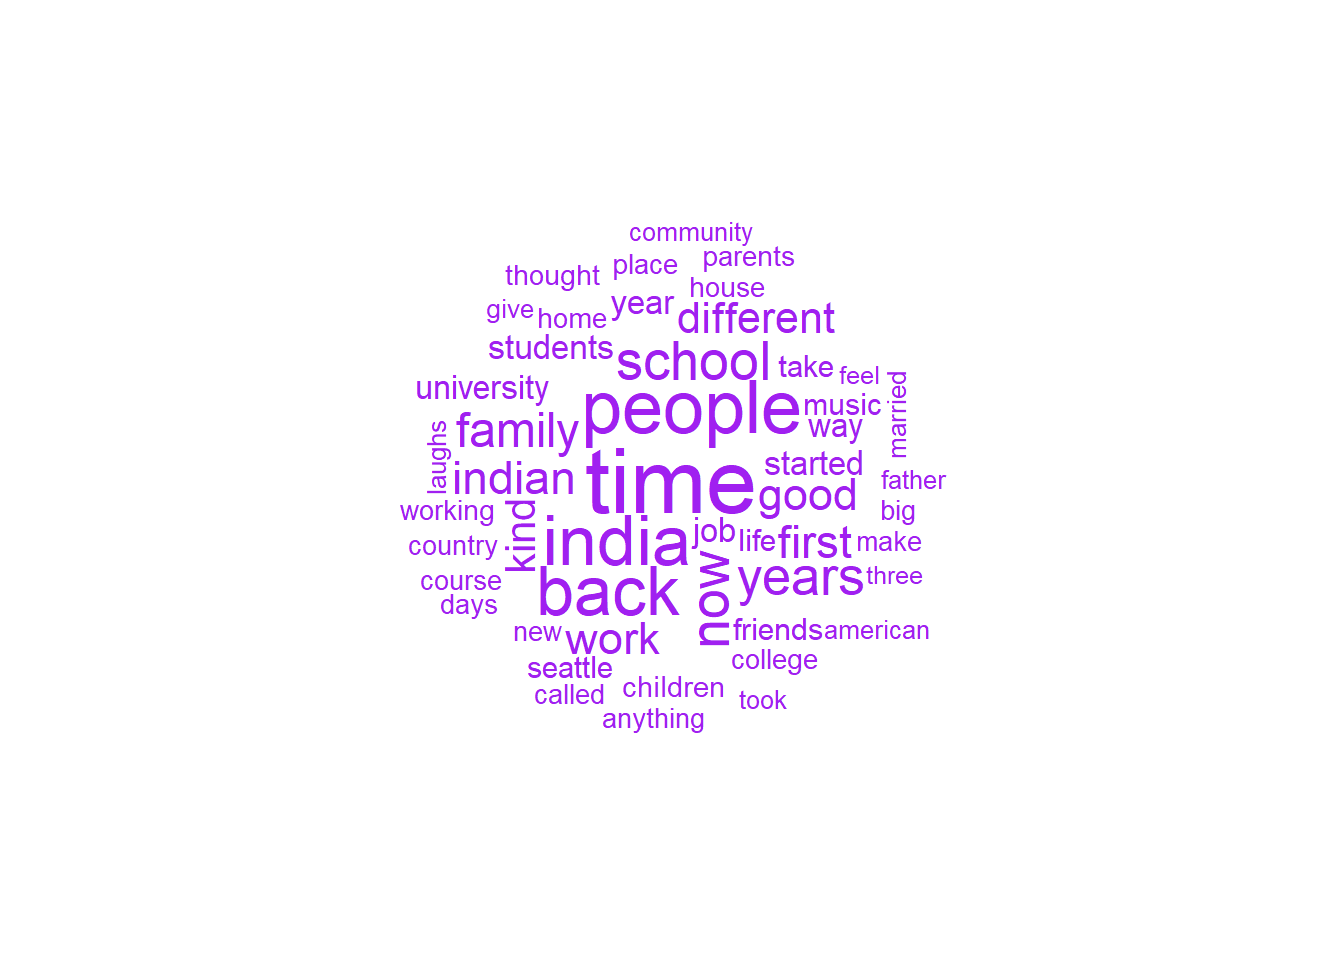 community
parents
place
thought
house
year
give
home
different
students
school
take
feel
university
people
music
married
way
family
laughs
time
started
indian
father
good
working
big
kind
india
job
life
first
make
country
back
now
years
three
course
days
new
work
friends
american
seattle
college
called
children
took
anything